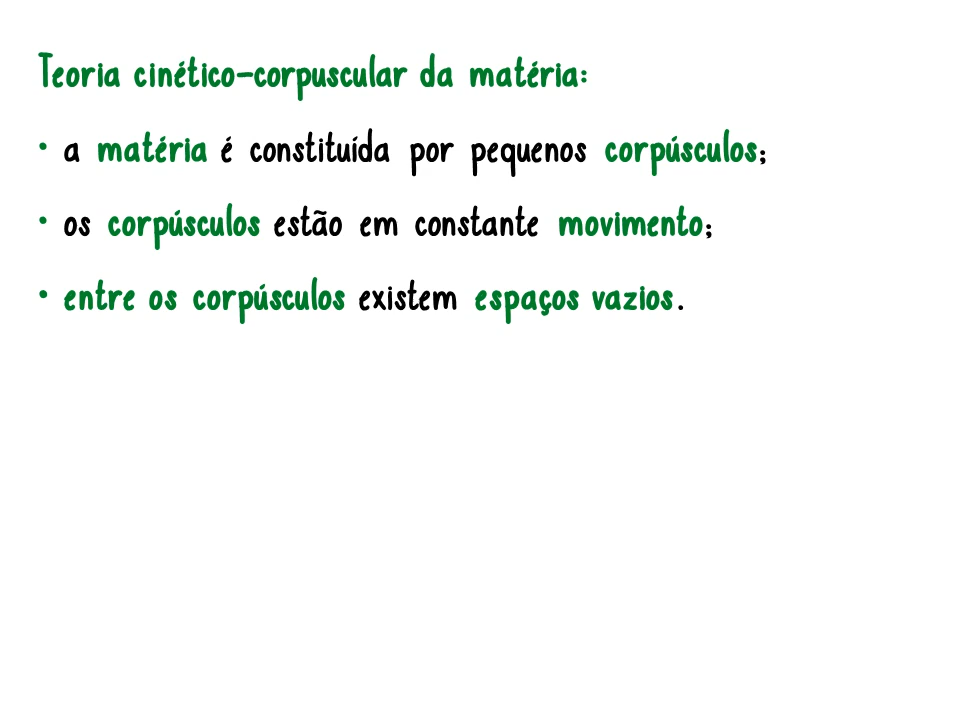 Teoria cinético-corpuscular da matéria:
• a matéria é constituída por pequenos corpúsculos;
• os corpúsculos estão em constante movimento;
• entre os corpúsculos existem espaços vazios.